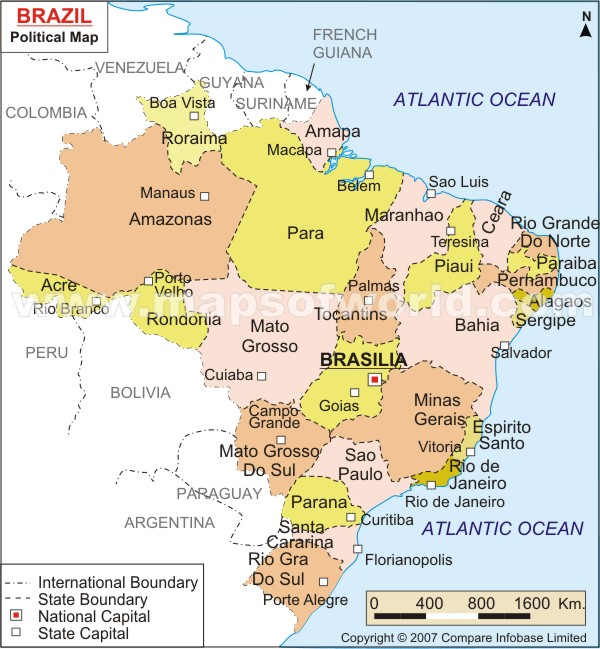 BRAZIL
Political Map
N
FRENCH
GUIANA
VENEZUELA
GUYANA
SURINAME
COLOMBIA
ATLANTIC OCEAN
Boa Vista
Roraima
Amapa
Macapa
Belem
Sao Luis
Manaus
Amazonas
Para
Maranhao
Ceara
Teresina
Piaui
Rio Grande
Do Norte
Paraiba
Pernambuco
Alagaos
Sergipe
Acre
Rio Branco
Porto
Velho
Rondonia
Palmas
Tocantins
www.mapsofworld.com
Mato
Grosso
Bahia
Salvador
PERU
BRASILIA
Cuiaba
Goias
BOLIVIA
Minas
Gerais
Campo
Grande
Mato Grosso
Do Sul
Espirito
Santo
Vitoria
Sao
Paulo
Rio de
Janeiro
Rio de Janeiro
PARAGUAY
Parana
Curitiba
ARGENTINA
Santa
Cararina
ATLANTIC OCEAN
Florianopolis
Rio Gra
Do Sul
Porte Alegre
International Boundary
State Boundary
National Capital
State Capital
0 400 800 1600 Km.
Copyright © 2007 Compare Infobase Limited